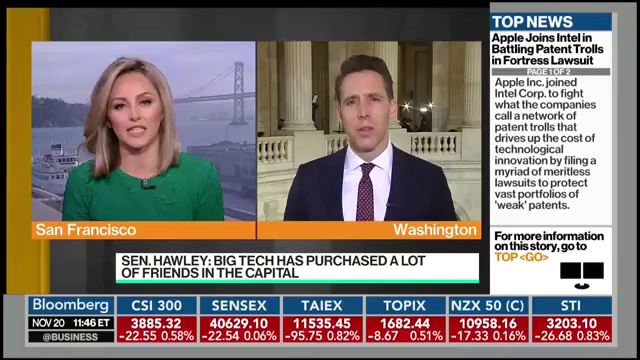 TOP NEWS
Apple Joins Intel in
Battling Patent Trolls
in Fortress Lawsuit
PAGE 1 OF 2
Apple Inc. joined
Intel Corp. to fight
what the companies
call a network of
patent trolls that
drives up the cost of
technological
innovation by filing a
myriad of meritless
lawsuits to protect
vast portfolios of
'weak' patents.
For more information
on this story, go to
TOP <GO>
San Francisco
Washington
SEN. HAWLEY: BIG TECH HAS PURCHASED A LOT
OF FRIENDS IN THE CAPITAL
Bloomberg
NOV 20 11:46 ET
@BUSINESS
CSI 300
3885.32
-22.55 0.58%
SENSEX
40629.10
-22.54 0.06%
TAIEX
11535.45
-95.75 0.82%
TOPIX
1682.44
-8.67 0.51%
NZX 50 (C)
10958.16
-17.33 0.16%
STI
3203.10
-26.68 0.83%